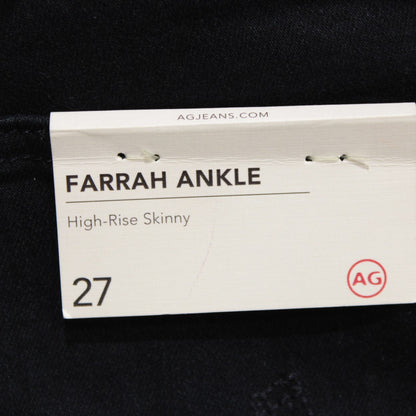 AGJEANS.COM
FARRAH ANKLE
High-Rise Skinny
27
AG